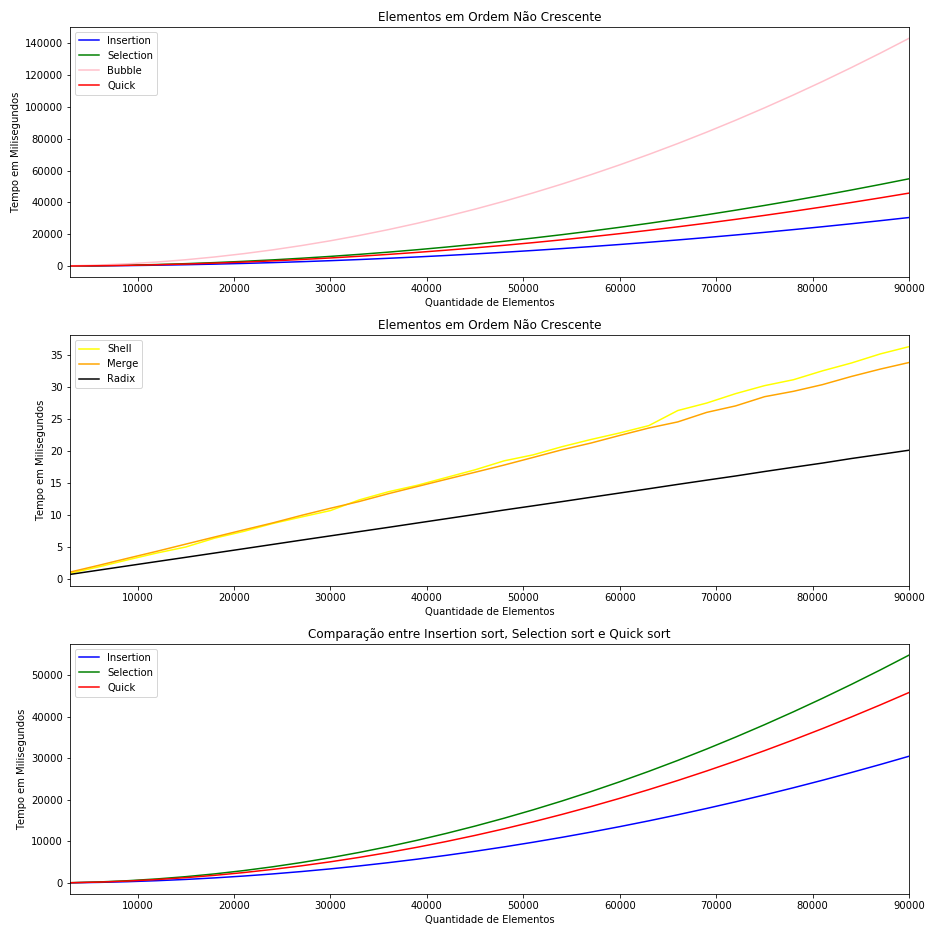 Elementos em Ordem Não Crescente
Insertion
Selection
Bubble
Quick
Tempo em Milisegundos
140000
120000
100000
80000
60000
40000
20000
0
10000 20000 30000 40000 50000 60000 70000 80000 90000
Quantidade de Elementos
Elementos em Ordem Não Crescente
Shell
Merge
Radix
Tempo em Milisegundos
35
30
25
20
15
10
5
0
10000 20000 30000 40000 50000 60000 70000 80000 90000
Quantidade de Elementos
Comparação entre Insertion sort, Selection sort e Quick sort
Insertion
Selection
Quick
Tempo em Milisegundos
50000
40000
30000
20000
10000
0
10000 20000 30000 40000 50000 60000 70000 80000 90000
Quantidade de Elementos